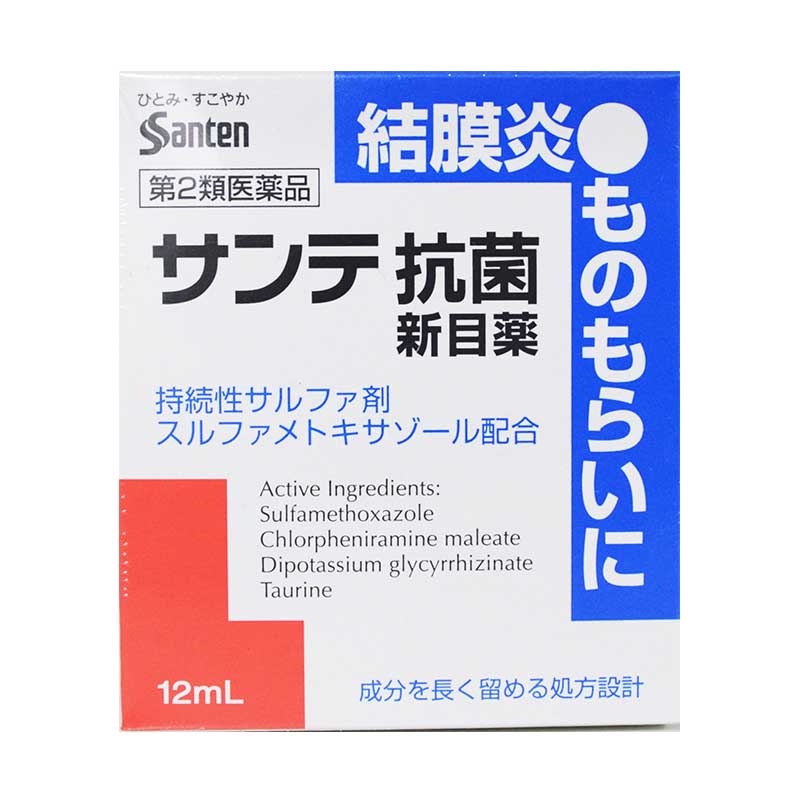 ひとみ・すこやか
Santen
第2類医薬品
結膜炎●ものもらいに
サンテ抗菌
新目薬
持続性サルファ剤
スルファメトキサゾール配合
Active Ingredients:
Sulfamethoxazole
Chlorpheniramine maleate
Dipotassium glycyrrhizinate
Taurine
12mL
成分を長く留める処方設計